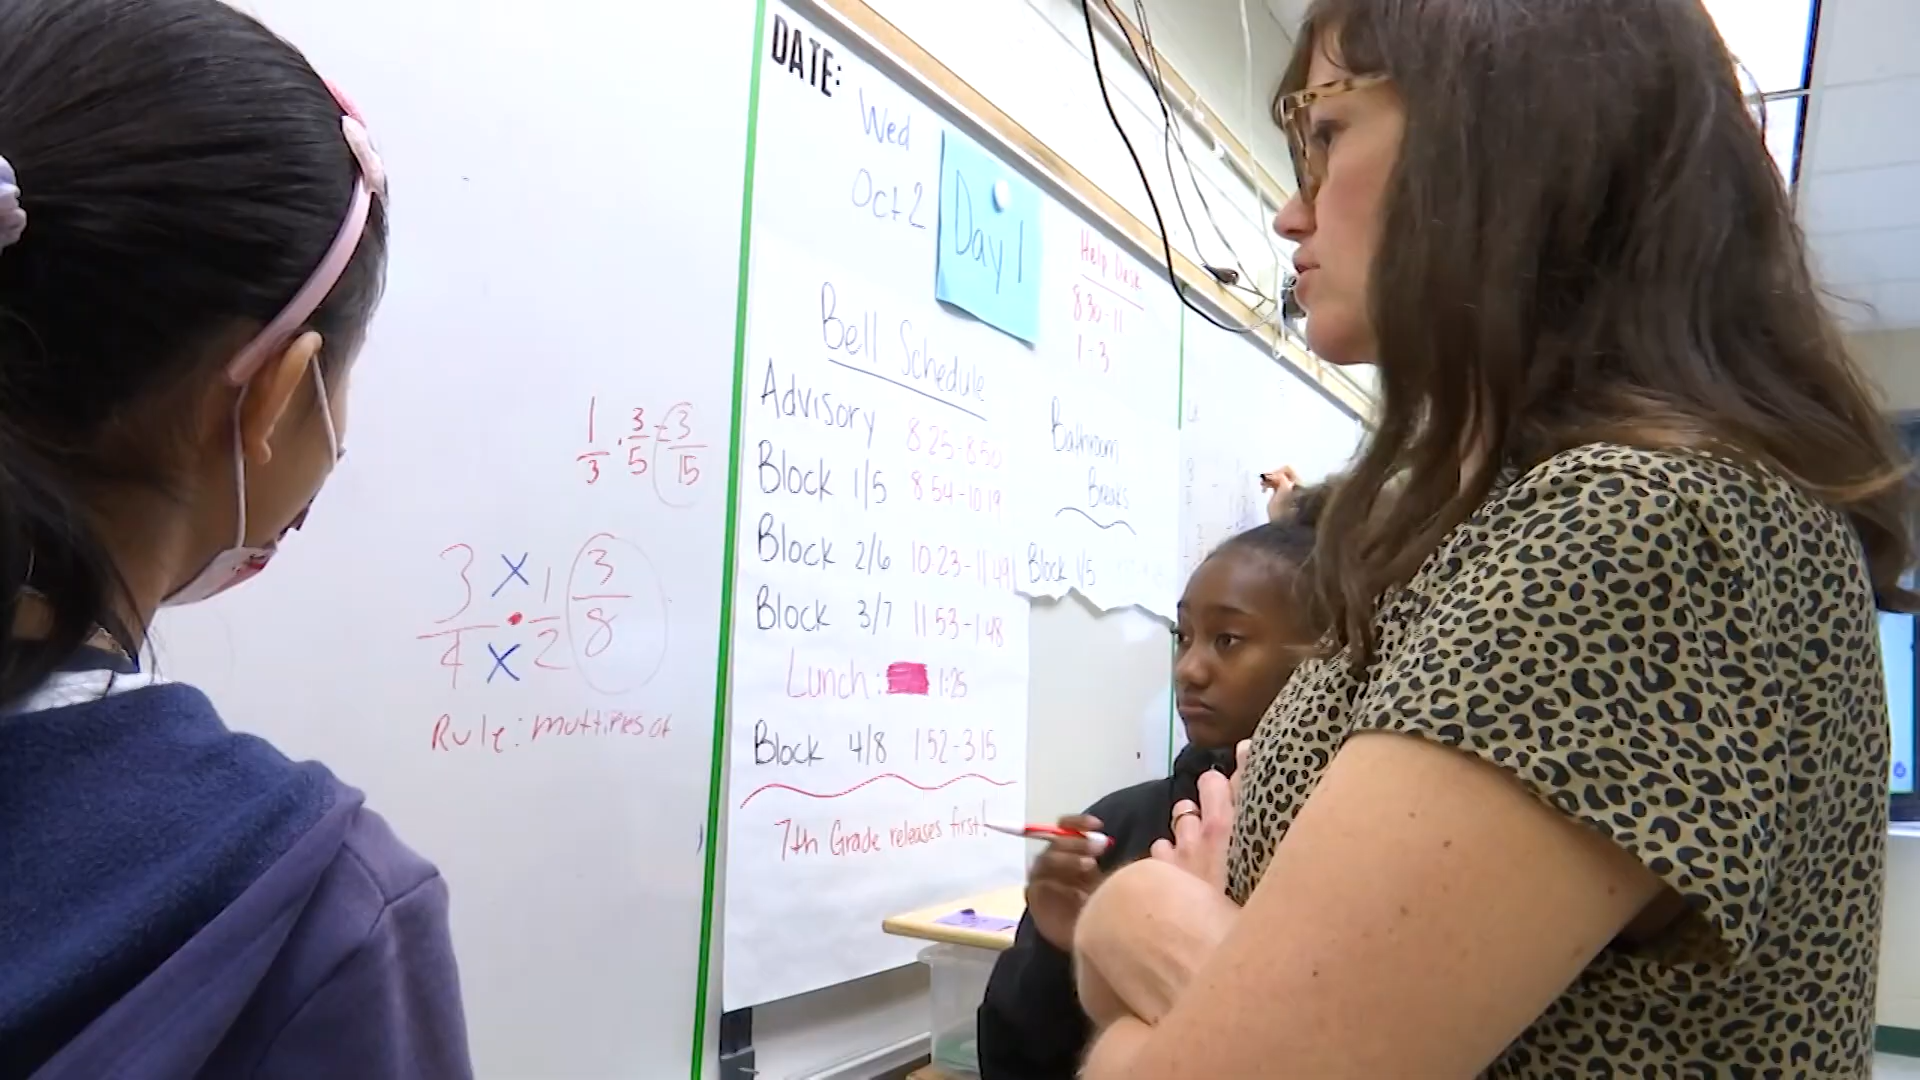 1/3 · 3/5 = 3/15
3/4 × · × 1/2 3/8
Rule:
DATE:
Wed
Oct 2
Day 1
Bell Schedule
Advisory 8 25-8 50
Block 1/5 8 54-10 19
Block 2/6 10 23-11 49
Block 3/7 11 53-1 48
Lunch: 1:25
Block 4/8 1 52-3 15
7th Grade releases first!
Help Desk
8 30-11
1-3
Bathroom
Breaks
Block 1/5